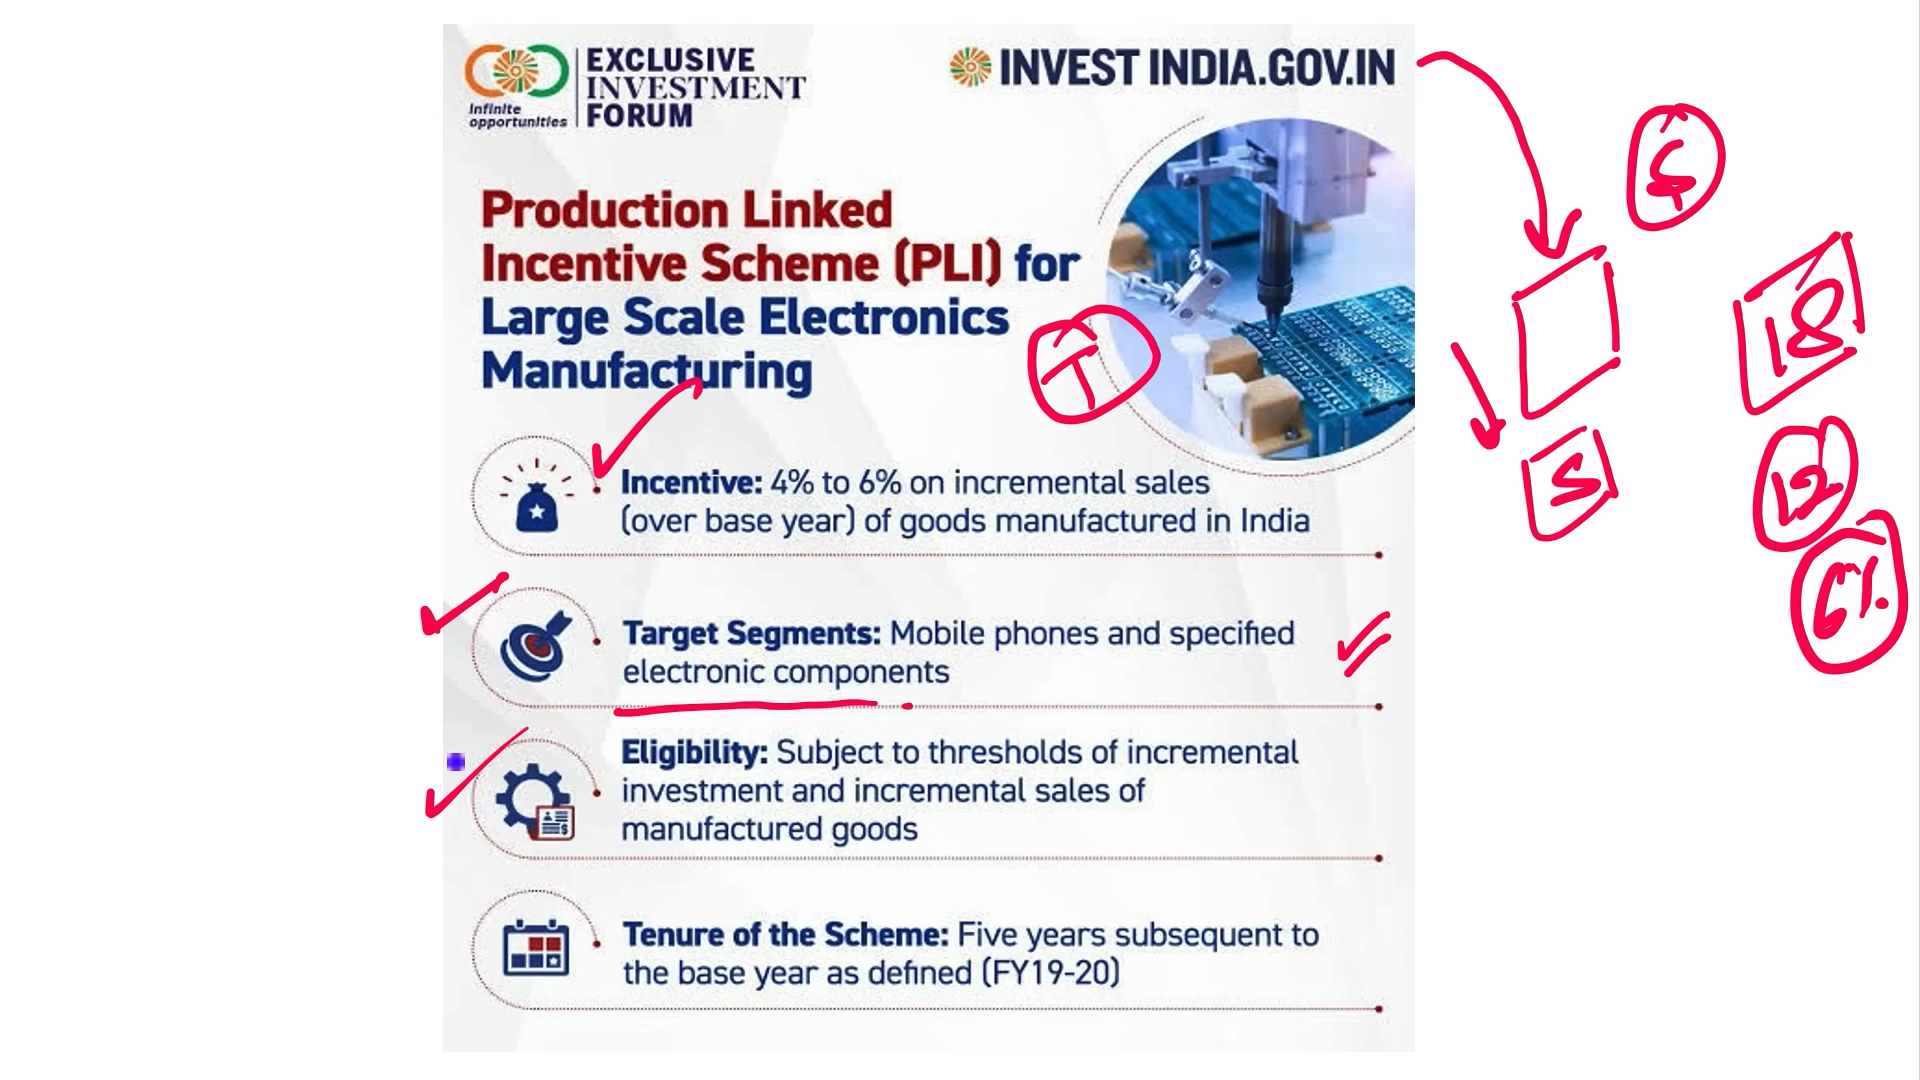 EXCLUSIVE
INVESTMENT
FORUM
Infinite
opportunities
INVEST INDIA.GOV.IN
Production Linked
Incentive Scheme (PLI) for
Large Scale Electronics
Manufacturing
T
Incentive: 4% to 6% on incremental sales
(over base year) of goods manufactured in India
Target Segments: Mobile phones and specified
electronic components
Eligibility: Subject to thresholds of incremental
investment and incremental sales of
manufactured goods
Tenure of the Scheme: Five years subsequent to
the base year as defined (FY19-20)
18
S
12
6%